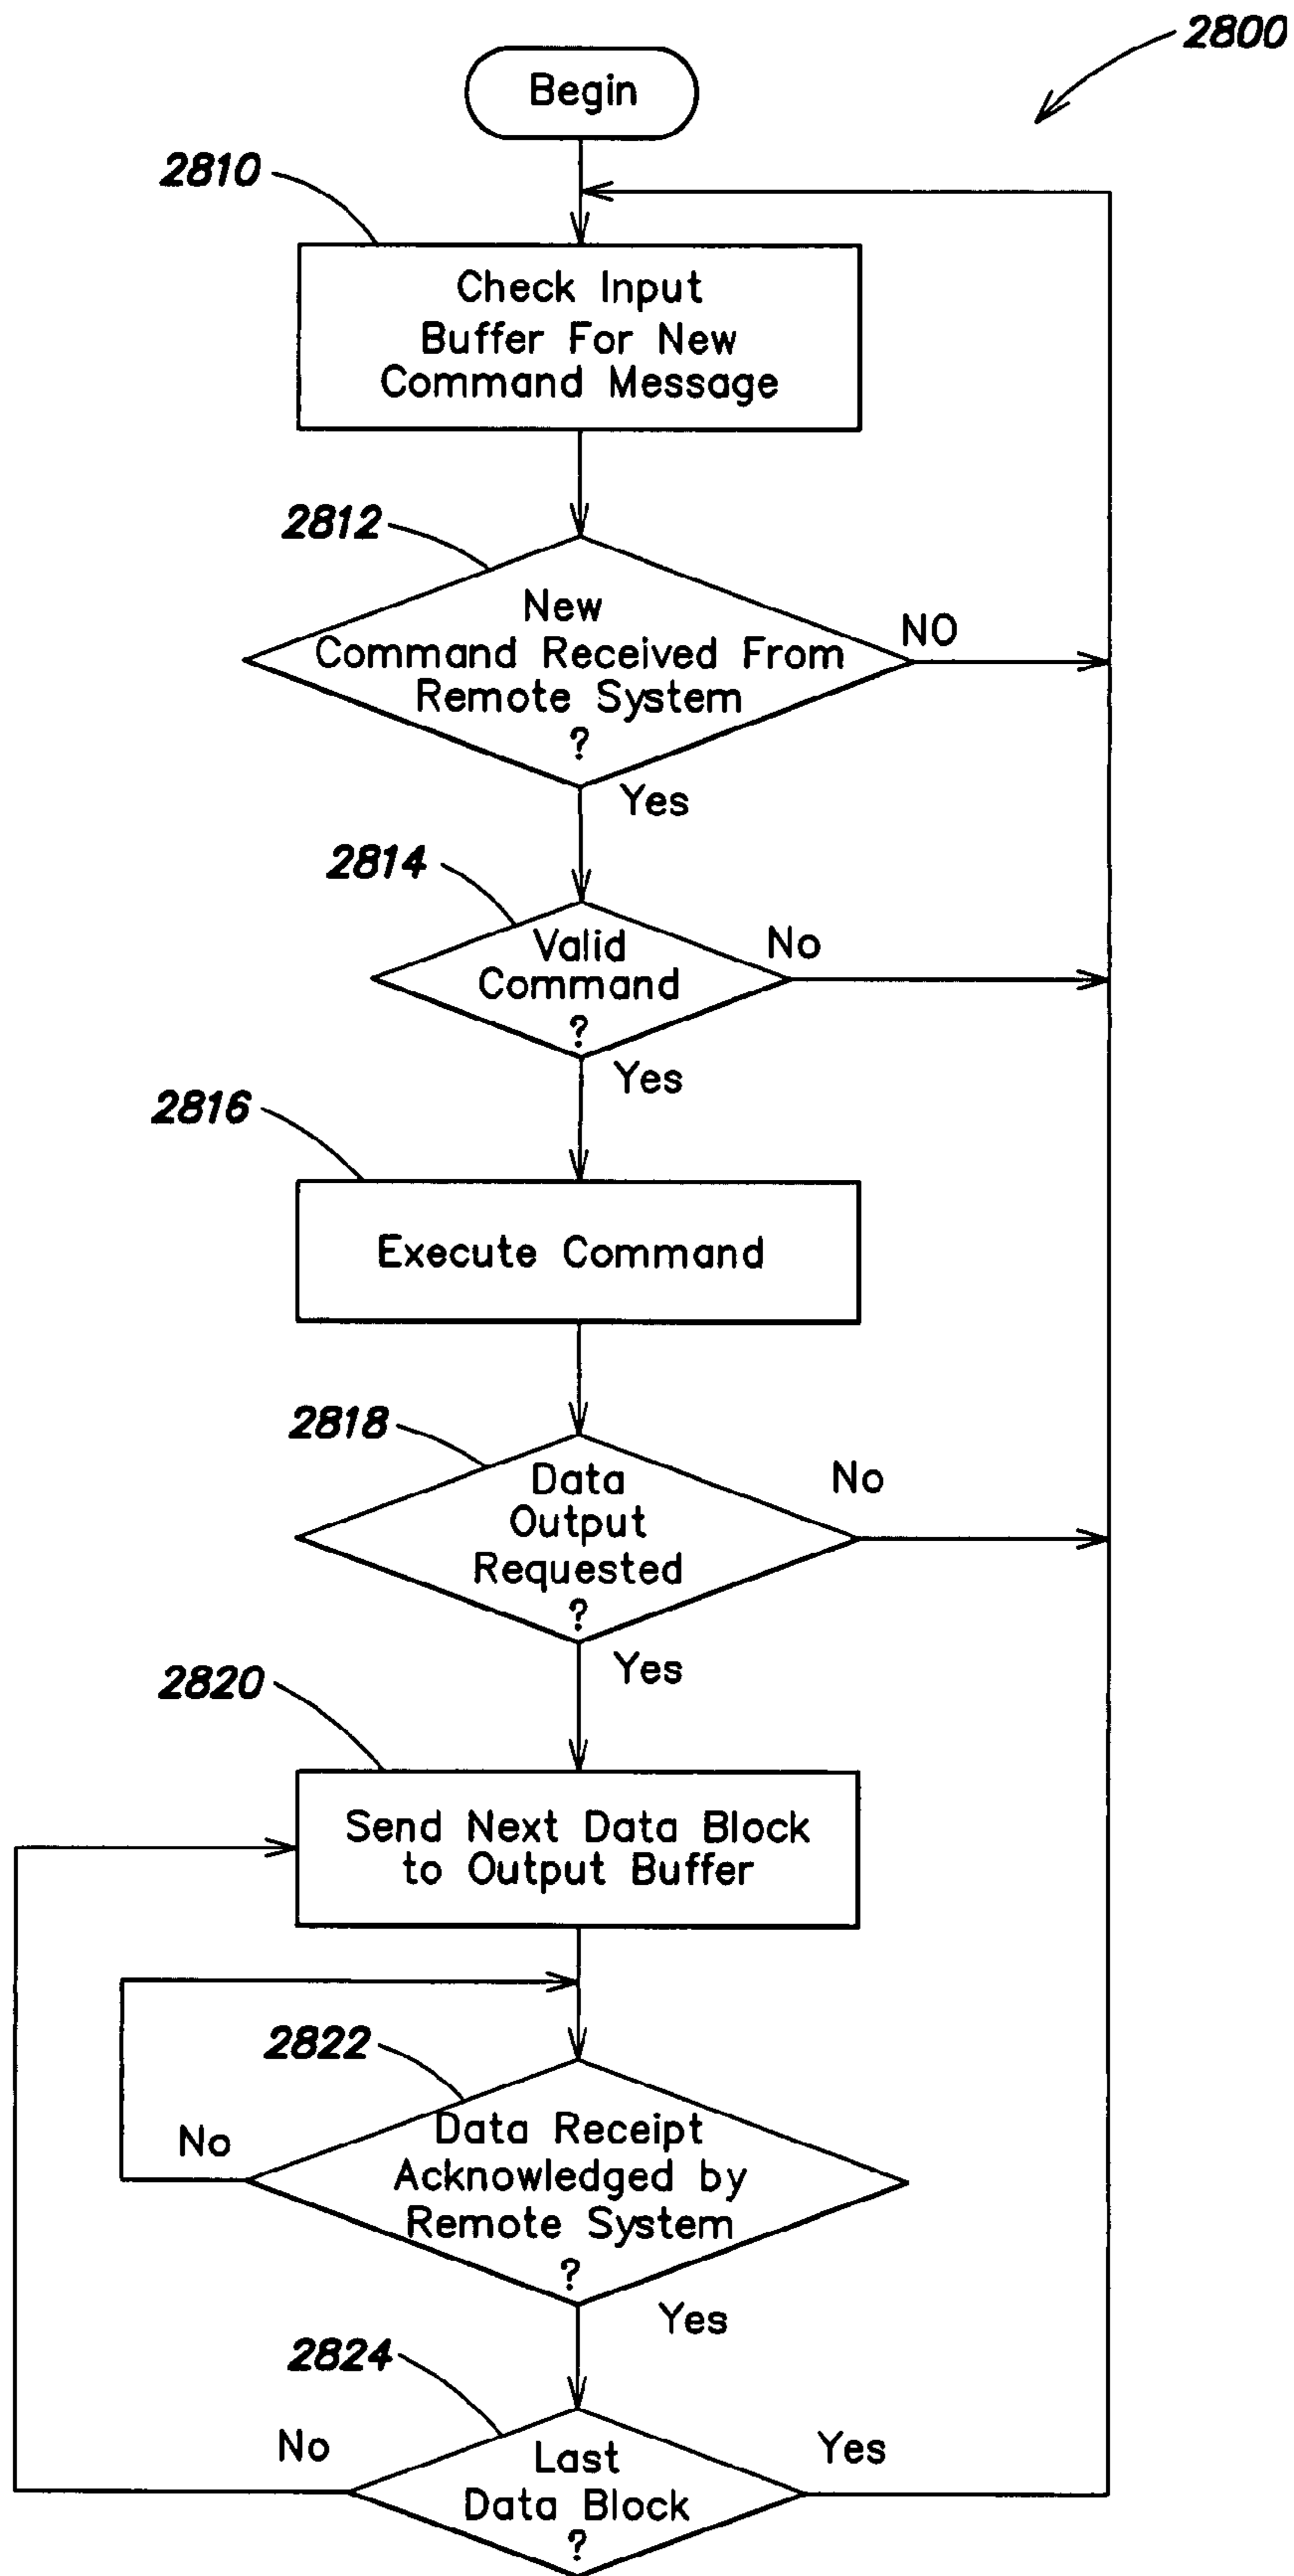 2800
Begin
2810
Check Input
Buffer For New
Command Message
2812
New
Command Received From
Remote System
?
NO
Yes
2814
Valid
Command
?
No
Yes
2816
Execute Command
2818
Data
Output
Requested
?
No
Yes
2820
Send Next Data Block
to Output Buffer
2822
Data Receipt
Acknowledged by
Remote System
?
No
Yes
2824
Last
Data Block
?
No
Yes